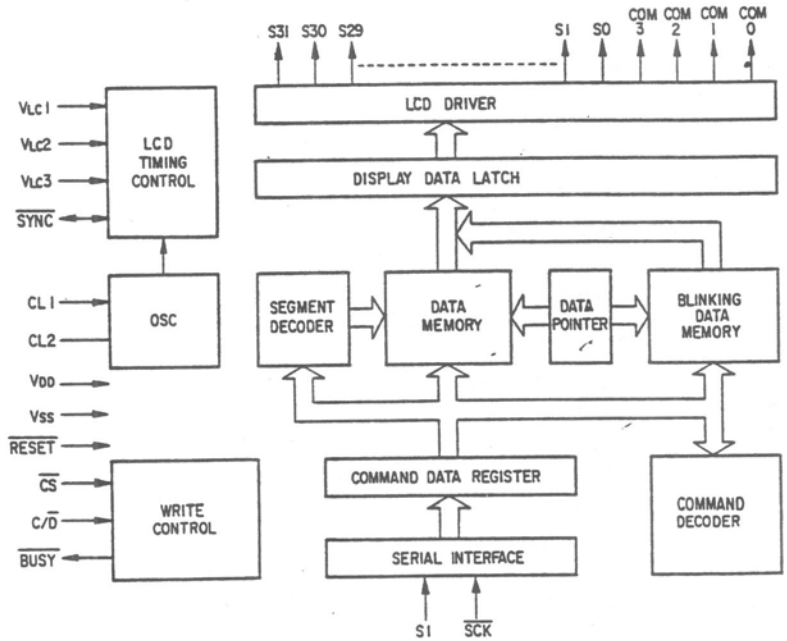 S31 S30 S29 S1 S0 COM 3 COM 2 COM 1 COM 0
LCD DRIVER
DISPLAY DATA LATCH
VLC1
VLC2
VLC3
SYNC
LCD
TIMING
CONTROL
CL1
CL2
OSC
SEGMENT
DECODER
DATA
MEMORY
DATA
POINTER
BLINKING
DATA
MEMORY
VDD
VSS
RESET
CS
C/D
BUSY
WRITE
CONTROL
COMMAND DATA REGISTER
SERIAL INTERFACE
COMMAND
DECODER
SI SCK